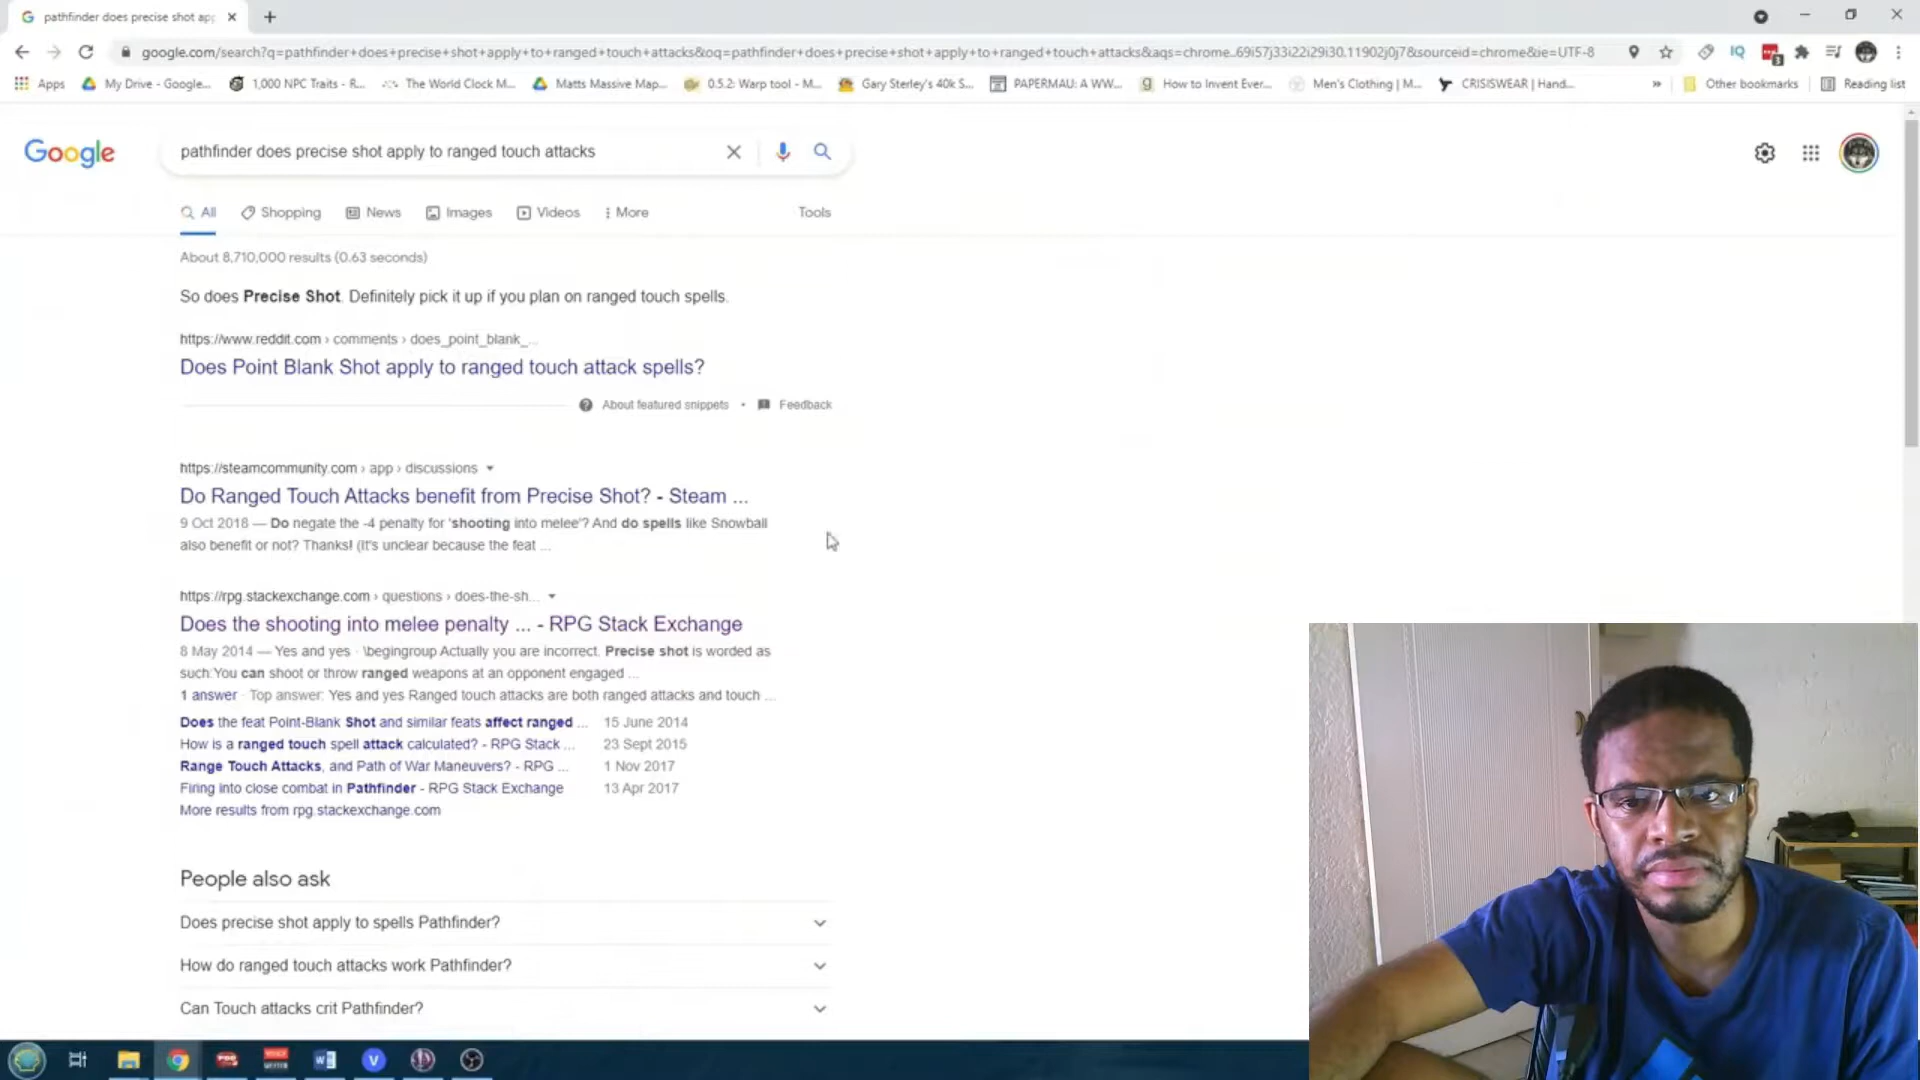 pathfinder does precise shot app
google.com/search?q=pathfinder+does+precise+shot+apply+to+ranged+touch+attacks&oq=pathfinder+does+precise+shot+apply+to+ranged+touch+attacks&aqs=chrome..69i57j33i22i29i30.11902j0j7&sourceid=chrome&ie=UTF-8
Apps
My Drive - Google...
1,000 NPC Traits - R...
The World Clock M...
Matts Massive Map...
0.5.2: Warp tool - M...
Gary Sterley's 40k S...
PAPERMAU: A WW...
How to Invent Ever...
Men's Clothing | M...
CRISISWEAR | Hand...
»
Other bookmarks
Reading list
Google
pathfinder does precise shot apply to ranged touch attacks
All
Shopping
News
Images
Videos
More
Tools
About 8,710,000 results (0.63 seconds)
So does Precise Shot. Definitely pick it up if you plan on ranged touch spells.
https://www.reddit.com › comments › does_point_blank_...
Does Point Blank Shot apply to ranged touch attack spells?
About featured snippets • Feedback
https://steamcommunity.com › app › discussions
Do Ranged Touch Attacks benefit from Precise Shot? - Steam ...
9 Oct 2018 — Do negate the -4 penalty for 'shooting into melee'? And do spells like Snowball
also benefit or not? Thanks! (It's unclear because the feat ...
https://rpg.stackexchange.com › questions › does-the-sh...
Does the shooting into melee penalty ... - RPG Stack Exchange
8 May 2014 — Yes and yes · \begingroup Actually you are incorrect. Precise shot is worded as
such:You can shoot or throw ranged weapons at an opponent engaged ...
1 answer · Top answer: Yes and yes Ranged touch attacks are both ranged attacks and touch ...
Does the feat Point-Blank Shot and similar feats affect ranged ... 15 June 2014
How is a ranged touch spell attack calculated? - RPG Stack ... 23 Sept 2015
Range Touch Attacks, and Path of War Maneuvers? - RPG ... 1 Nov 2017
Firing into close combat in Pathfinder - RPG Stack Exchange 13 Apr 2017
More results from rpg.stackexchange.com
People also ask
Does precise shot apply to spells Pathfinder?
How do ranged touch attacks work Pathfinder?
Can Touch attacks crit Pathfinder?